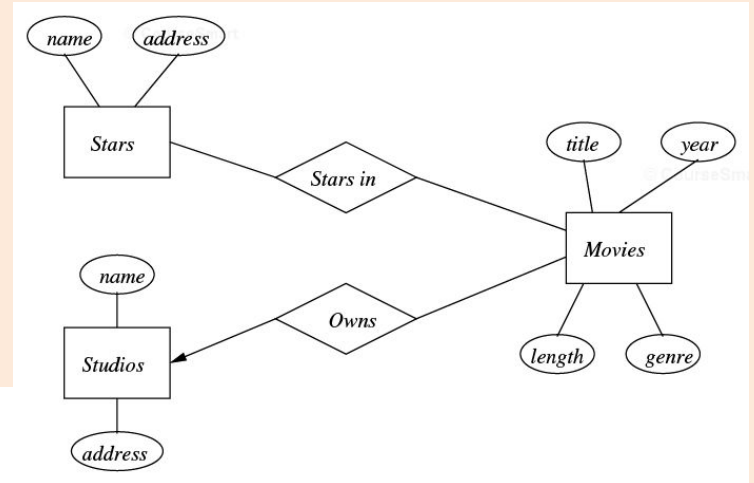 name
address
Stars
Stars in
title
year
Movies
name
Owns
Studios
length
genre
address